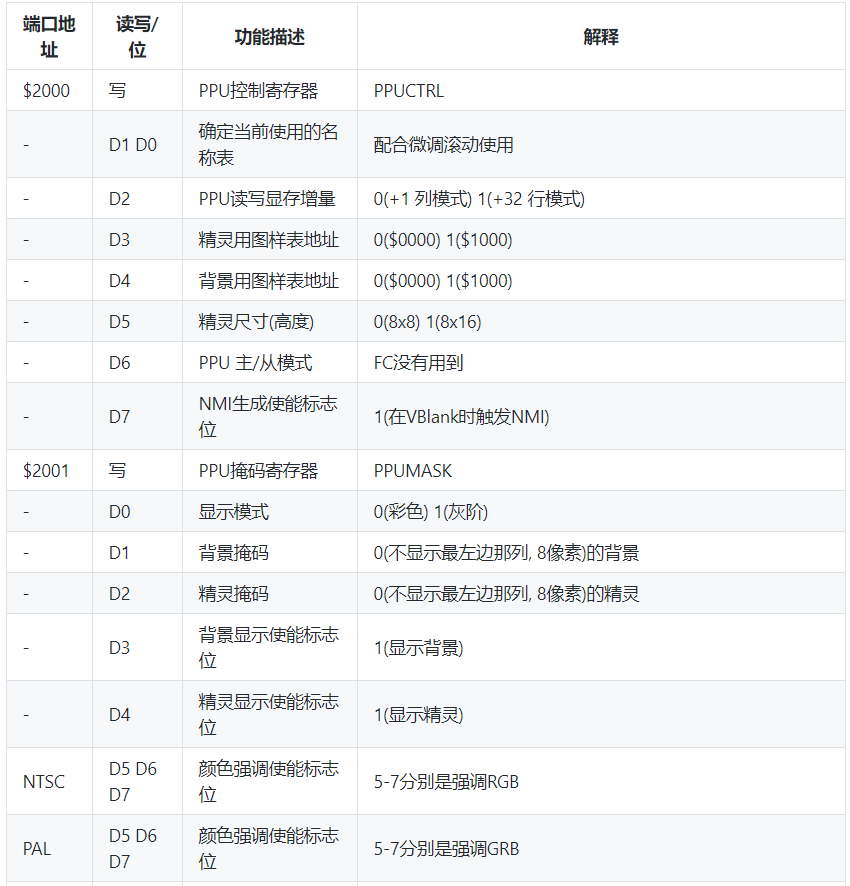 端口地址 读写/位 功能描述 解释
$2000 写 PPU控制寄存器 PPUCTRL
- D1 D0 确定当前使用的名称表 配合微调滚动使用
- D2 PPU读写显存增量 0(+1 列模式) 1(+32 行模式)
- D3 精灵用图样表地址 0($0000) 1($1000)
- D4 背景用图样表地址 0($0000) 1($1000)
- D5 精灵尺寸(高度) 0(8x8) 1(8x16)
- D6 PPU 主/从模式 FC没有用到
- D7 NMI生成使能标志位 1(在VBlank时触发NMI)
$2001 写 PPU掩码寄存器 PPUMASK
- D0 显示模式 0(彩色) 1(灰阶)
- D1 背景掩码 0(不显示最左边那列, 8像素)的背景
- D2 精灵掩码 0(不显示最左边那列, 8像素)的精灵
- D3 背景显示使能标志位 1(显示背景)
- D4 精灵显示使能标志位 1(显示精灵)
NTSC D5 D6 D7 颜色强调使能标志位 5-7分别是强调RGB
PAL D5 D6 D7 颜色强调使能标志位 5-7分别是强调GRB